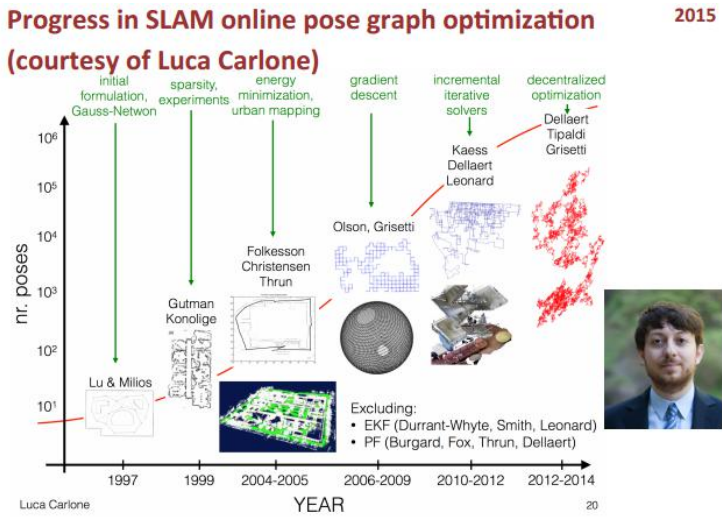 Progress in SLAM online pose graph optimization
(courtesy of Luca Carlone)
2015
initial
formulation,
Gauss-Netwon
sparsity,
experiments
energy
minimization,
urban mapping
gradient
descent
incremental
iterative
solvers
decentralized
optimization
nr. poses
10⁶
10⁵
10⁴
10³
10²
10¹
Lu & Milios
Gutman
Konolige
Folkesson
Christensen
Thrun
Olson, Grisetti
Kaess
Dellaert
Leonard
Dellaert
Tipaldi
Grisetti
Excluding:
• EKF (Durrant-Whyte, Smith, Leonard)
• PF (Burgard, Fox, Thrun, Dellaert)
1997
1999
2004-2005
2006-2009
2010-2012
2012-2014
Luca Carlone
YEAR
20